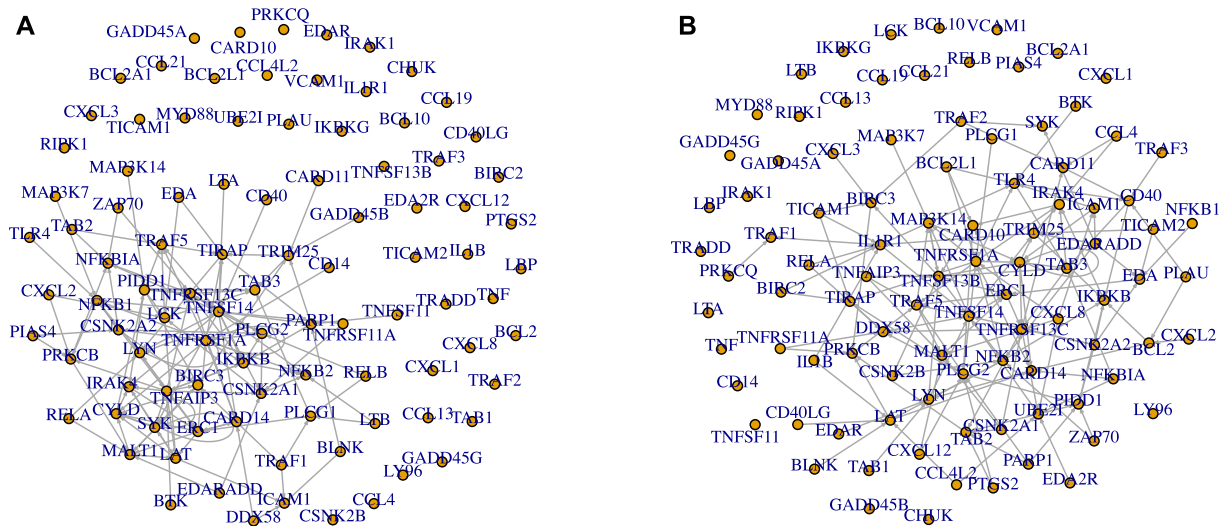 A
PRKCQ
GADD45A
CARD10
EDAR
IRAK1
CCL21
BCL2A1
BCL2L1
CCL4L2
VCAM1
IL1R1
CHUK
CXCL3
TICAM1
MYD88
UBE2I
PLAU
IKBKG
BCL10
CCL19
CD40LG
RIPK1
MAP3K14
TNFSF13B
TRAF3
BIRC2
MAP3K7
ZAP70
EDA
LTA
CD40
CARD11
GADD45B
EDA2R
CXCL12
PTGS2
TLR4
TAB2
NFKBIA
TRAF5
TIRAP
TRIM25
CD14
TICAM2
IL1B
LBP
CXCL2
NFKB1
PIDD1
TNFRSF13C
TAB3
TNFSF14
LCK
PARP1
TNFSF11
TNFRSF11A
TRADD
TNF
PIAS4
CSNK2A2
PLCG2
TNFRSF1A
CXCL8
BCL2
PRKCB
LYN
IKBKB
IRAK4
BIRC3
CSNK2A1
NFKB2
RELB
CXCL1
TRAF2
TNFAIP3
RELA
CYLD
SYK
ERC1
CARD14
PLCG1
LTB
CCL13
TAB1
MALT1
LAT
TRAF1
BLNK
LY96
GADD45G
BTK
EDARADD
DDX58
ICAM1
CSNK2B
CCL4
B
LCK
BCL10
VCAM1
IKBKG
RELB
PIAS4
BCL2A1
LTB
CCL19
CCL21
CXCL1
MYD88
RIPK1
CCL13
BTK
TRAF2
SYK
GADD45G
GADD45A
CXCL3
MAP3K7
PLCG1
CCL4
TRAF3
BCL2L1
CARD11
TLR4
LBP
IRAK1
TICAM1
BIRC3
IRAK4
ICAM1
CD40
NFKB1
TRADD
TRAF1
IL1R1
MAP3K14
CARD10
TRIM25
EDARADD
TICAM2
PRKCQ
RELA
TNFAIP3
TNFRSF1A
TNFSF13B
CYLD
TAB3
EDA
PLAU
LTA
BIRC2
TIRAP
TRAF5
ERC1
TNFSF14
CXCL8
IKBKB
TNF
TNFRSF11A
DDX58
TNFRSF13C
CSNK2A2
BCL2
CXCL2
IL1B
PRKCB
MALT1
NFKB2
CD14
CSNK2B
PLCG2
CARD14
NFKBIA
TNFSF11
CD40LG
EDAR
LAT
LYN
UBE2I
PIDD1
LY96
TAB2
CSNK2A1
ZAP70
BLNK
TAB1
CXCL12
CCL4L2
PTGS2
PARP1
EDA2R
GADD45B
CHUK